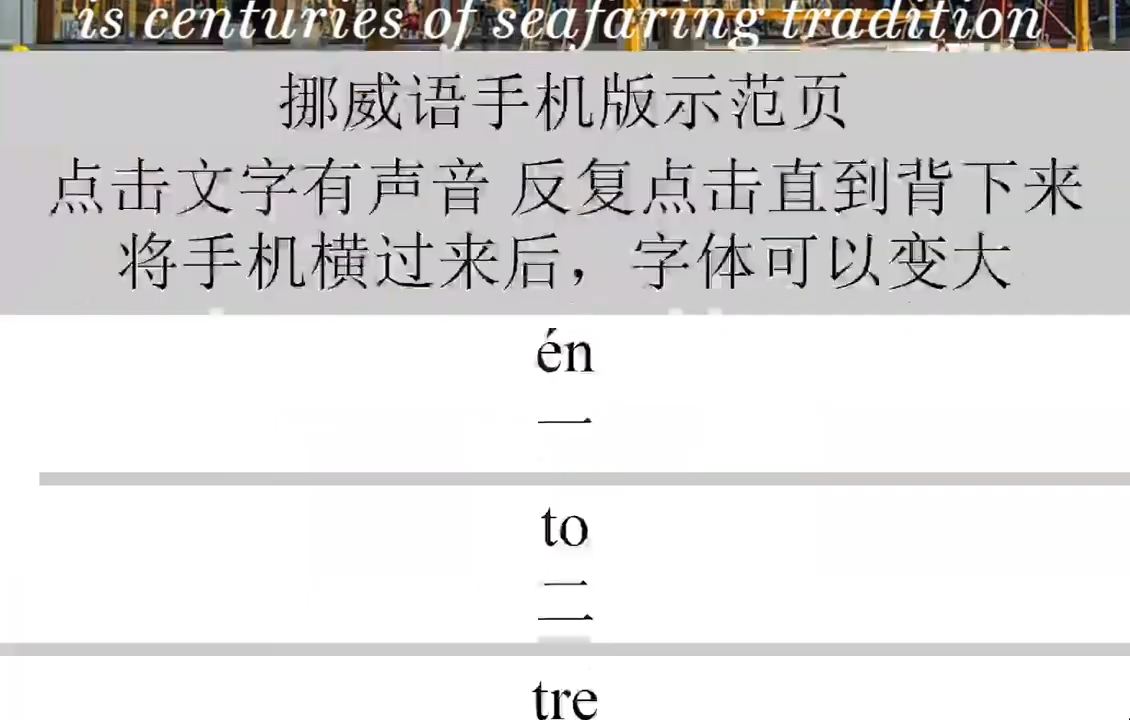 is centuries of seafaring tradition
挪威语手机版示范页
点击文字有声音 反复点击直到背下来
将手机横过来后，字体可以变大
én
一
to
二
tre